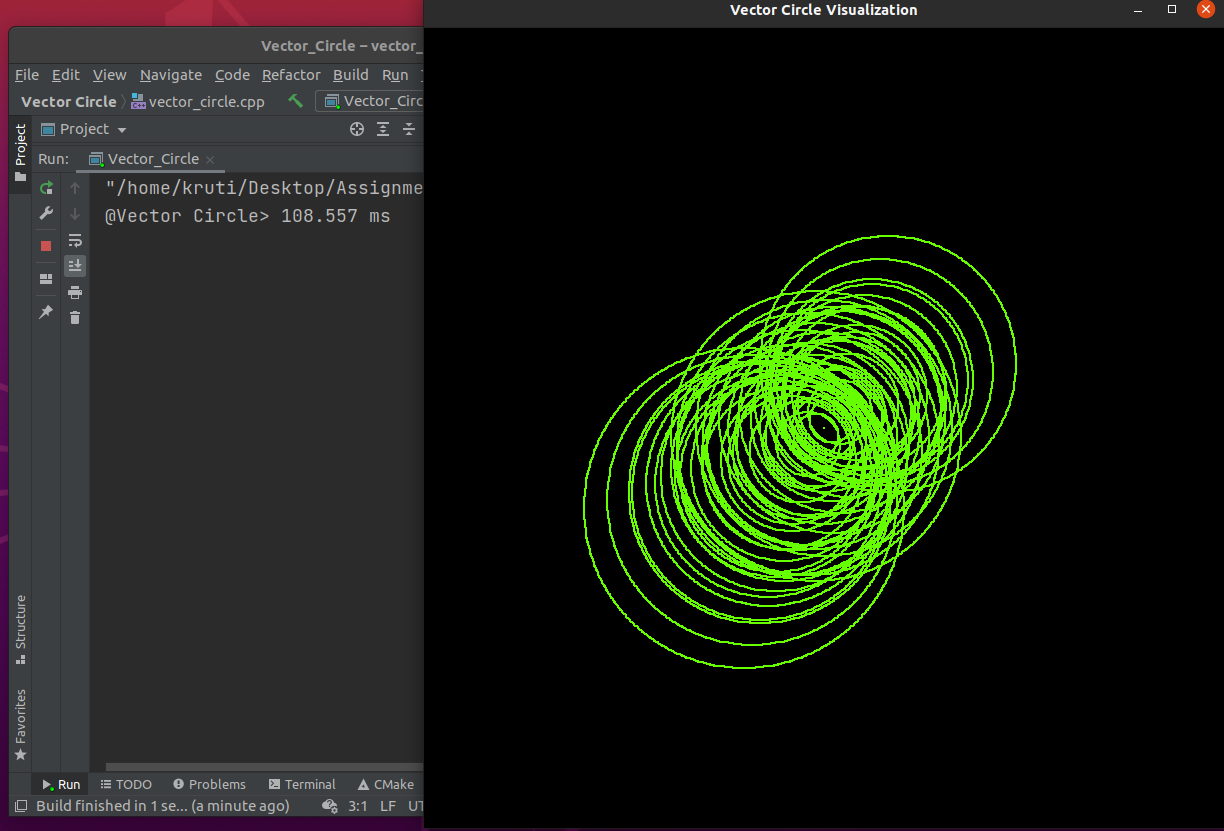 Vector Circle Visualization
Vector_Circle – vector_
File Edit View Navigate Code Refactor Build Run
Vector Circle vector_circle.cpp Vector_Circ
Project
Project
Run: Vector_Circle
"/home/kruti/Desktop/Assignme
@Vector Circle> 108.557 ms
Structure
Favorites
Run TODO Problems Terminal CMake
Build finished in 1 se... (a minute ago) 3:1 LF UT